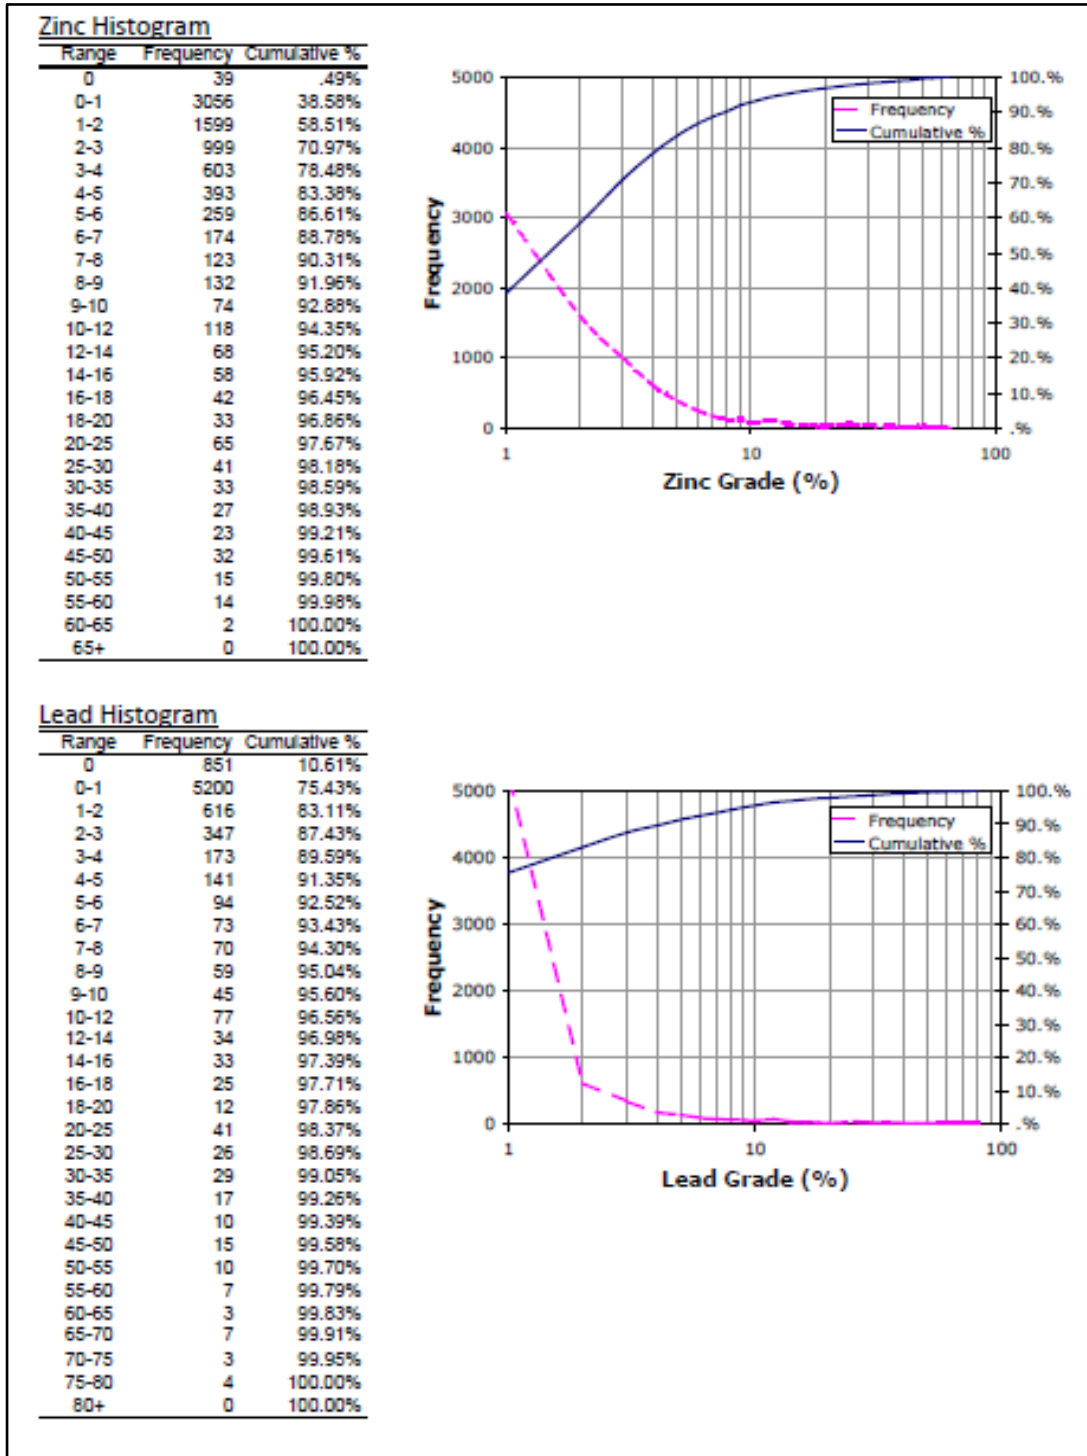 Zinc Histogram
Range Frequency Cumulative %
0 39 .49%
0-1 3056 38.58%
1-2 1599 58.51%
2-3 999 70.97%
3-4 603 78.48%
4-5 393 83.38%
5-6 259 86.61%
6-7 174 88.78%
7-8 123 90.31%
8-9 132 91.96%
9-10 74 92.88%
10-12 118 94.35%
12-14 68 95.20%
14-16 58 95.92%
16-18 42 96.45%
18-20 33 96.86%
20-25 65 97.67%
25-30 41 98.18%
30-35 33 98.59%
35-40 27 98.93%
40-45 23 99.21%
45-50 32 99.61%
50-55 15 99.80%
55-60 14 99.98%
60-65 2 100.00%
65+ 0 100.00%
5000 100.%
Frequency
90.%
Cumulative %
4000 80.%
70.%
3000 60.%
50.%
2000 40.%
30.%
1000 20.%
10.%
0 .%
Frequency
1 10 100
Zinc Grade (%)
Lead Histogram
Range Frequency Cumulative %
0 851 10.61%
0-1 5200 75.43%
1-2 616 83.11%
2-3 347 87.43%
3-4 173 89.59%
4-5 141 91.35%
5-6 94 92.52%
6-7 73 93.43%
7-8 70 94.30%
8-9 59 95.04%
9-10 45 95.60%
10-12 77 96.56%
12-14 34 96.98%
14-16 33 97.39%
16-18 25 97.71%
18-20 12 97.86%
20-25 41 98.37%
25-30 26 98.69%
30-35 29 99.05%
35-40 17 99.26%
40-45 10 99.39%
45-50 15 99.58%
50-55 10 99.70%
55-60 7 99.79%
60-65 3 99.83%
65-70 7 99.91%
70-75 3 99.95%
75-80 4 100.00%
80+ 0 100.00%
5000 100.%
Frequency
90.%
Cumulative %
4000 80.%
70.%
3000 60.%
50.%
2000 40.%
30.%
1000 20.%
10.%
0 .%
Frequency
1 10 100
Lead Grade (%)